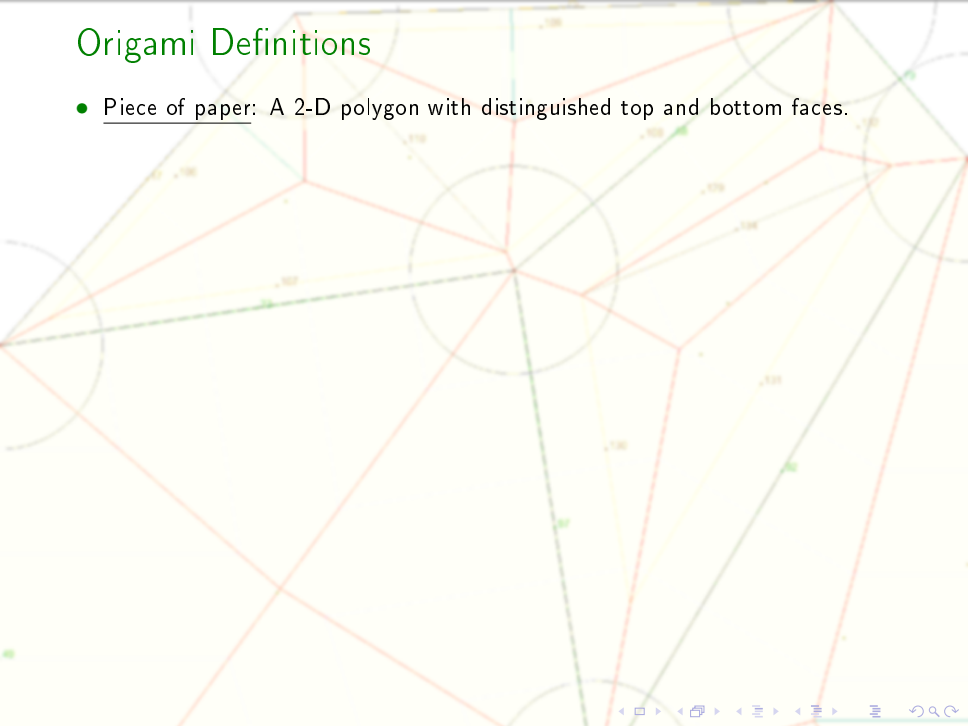 Origami Definitions
• Piece of paper: A 2-D polygon with distinguished top and bottom faces.